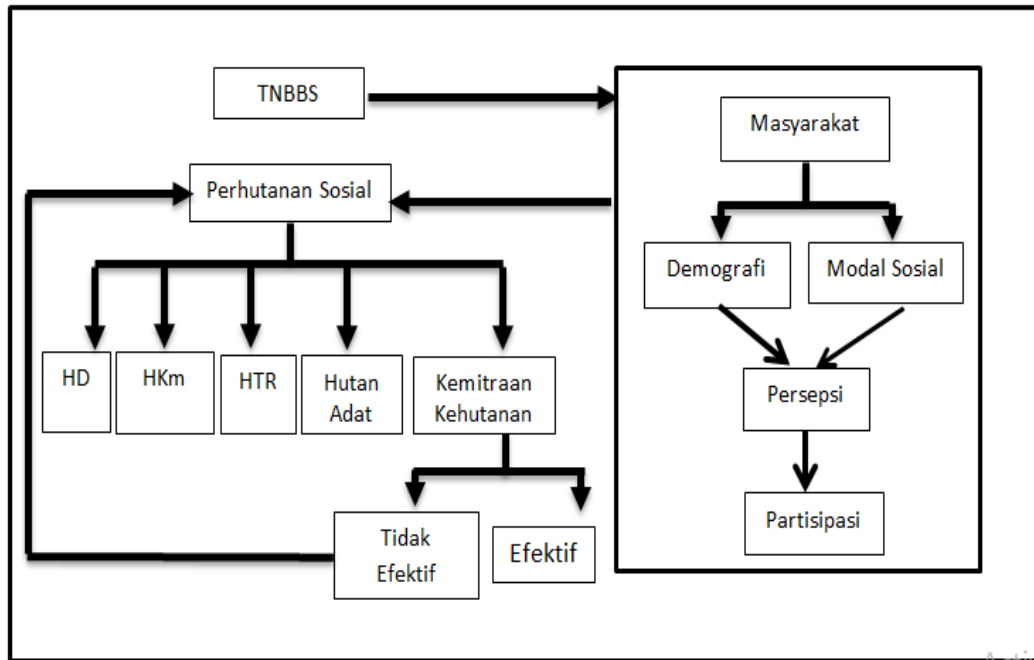 TNBBS
Masyarakat
Perhutanan Sosial
Demografi
Modal Sosial
HD
HKm
HTR
Hutan
Adat
Kemitraan
Kehutanan
Persepsi
Partisipasi
Tidak
Efektif
Efektif